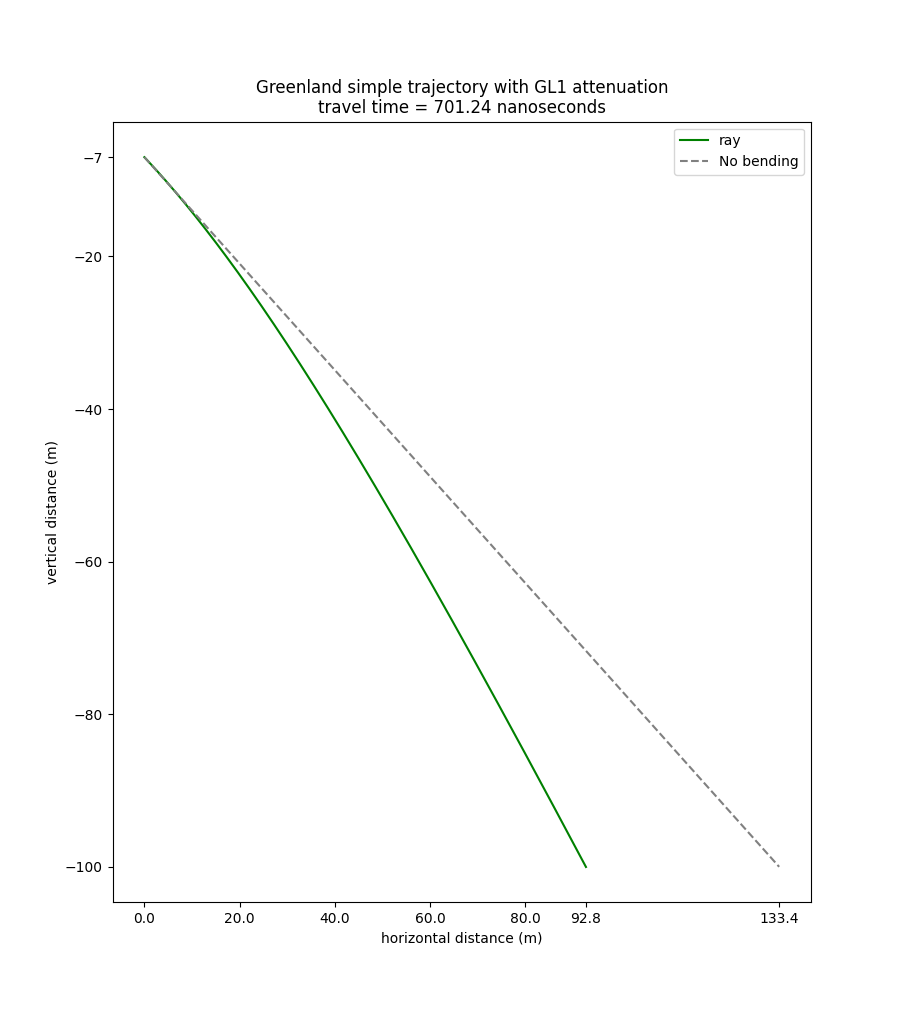 Greenland simple trajectory with GL1 attenuation
travel time = 701.24 nanoseconds
ray
No bending
−7
−20
−40
−60
−80
−100
vertical distance (m)
0.0 20.0 40.0 60.0 80.0 92.8 133.4
horizontal distance (m)